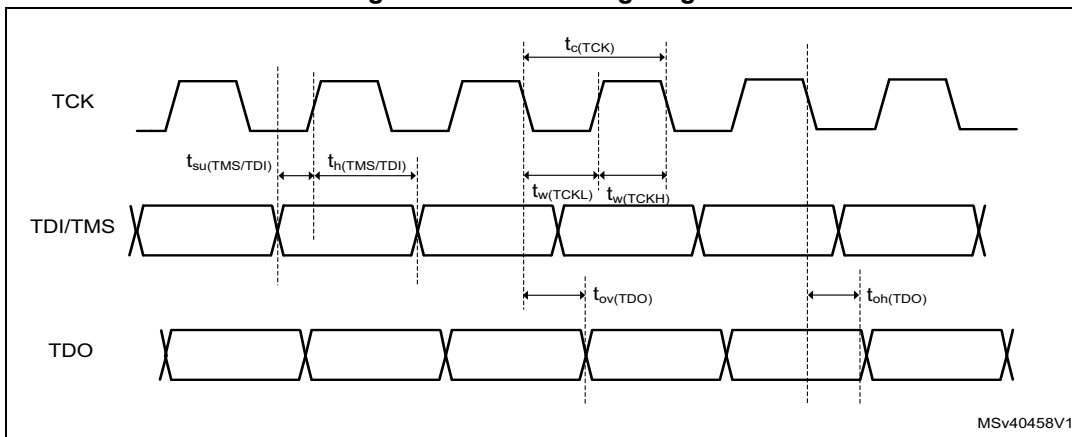 t_c(TCK)
TCK
t_su(TMS/TDI)
t_h(TMS/TDI)
t_w(TCKL)
t_w(TCKH)
TDI/TMS
t_ov(TDO)
t_oh(TDO)
TDO
MSv40458V1